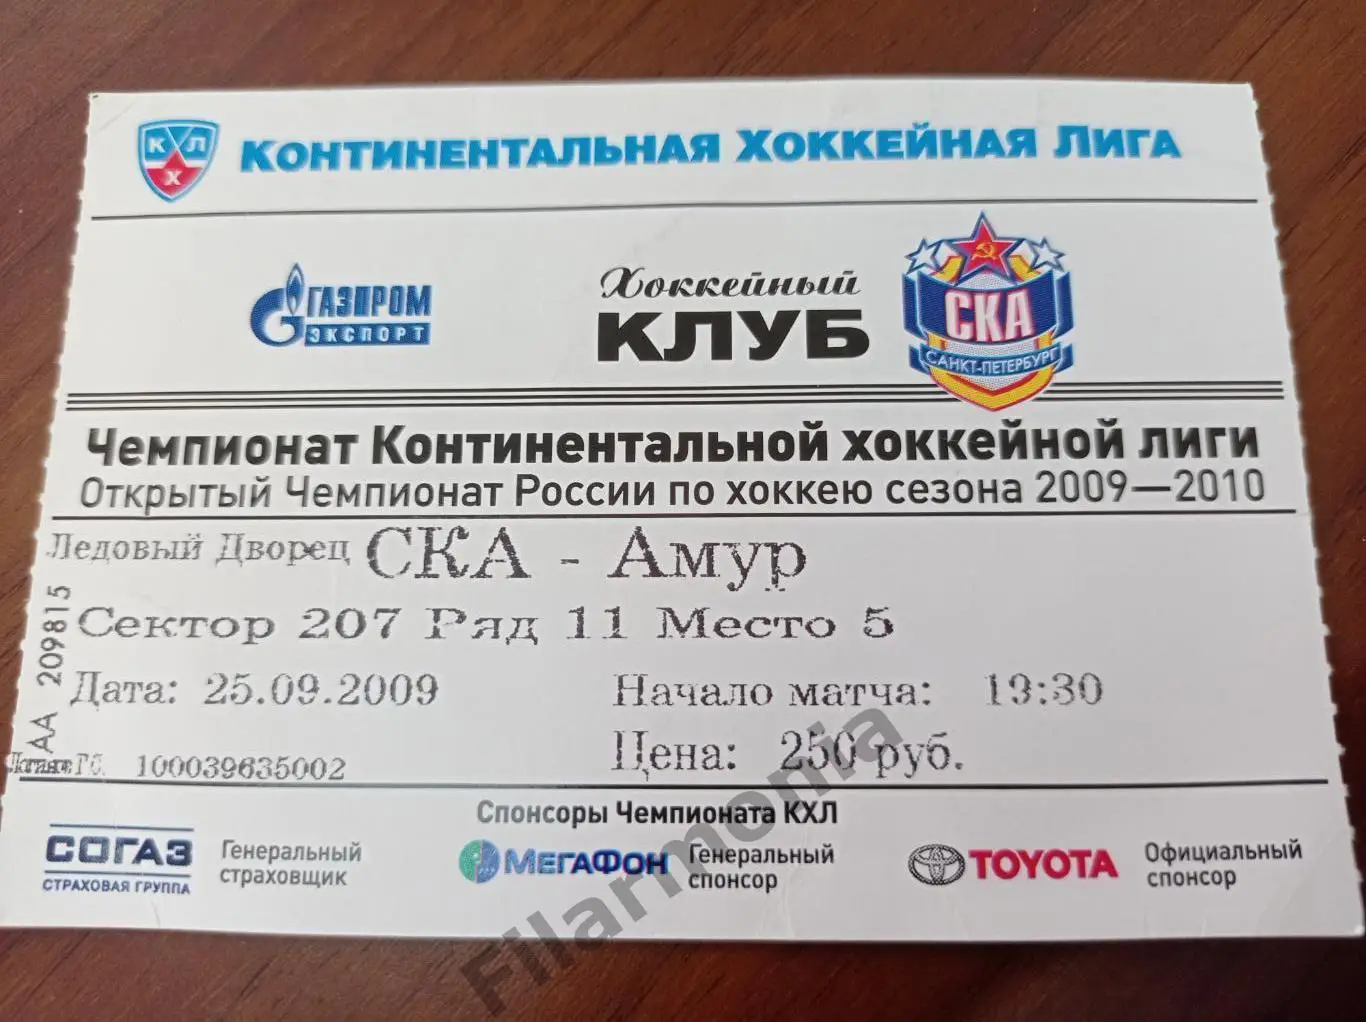 КХЛ КОНТИНЕНТАЛЬНАЯ ХОККЕЙНАЯ ЛИГА
ГАЗПРОМ
ЭКСПОРТ
Хоккейный
КЛУБ
СКА
САНКТ-ПЕТЕРБУРГ
Чемпионат Континентальной хоккейной лиги
Открытый Чемпионат России по хоккею сезона 2009—2010
Ледовый Дворец СКА - Амур
Сектор 207 Ряд 11 Место 5
АА 209815
Дата: 25.09.2009 Начало матча: 19:30
Цена: 250 руб.
100039635002
Спонсоры Чемпионата КХЛ
СОГАЗ
СТРАХОВАЯ ГРУППА
Генеральный
страховщик
МЕГАФОН
Генеральный
спонсор
TOYOTA
Официальный
спонсор
Filarmonia